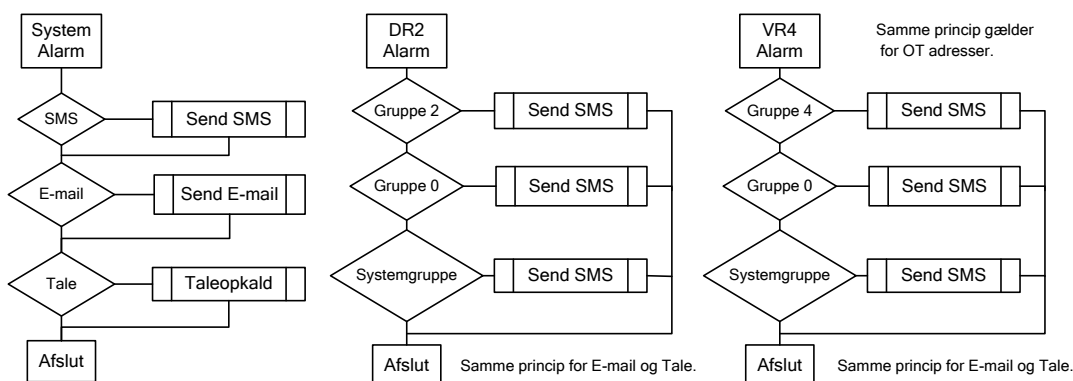 System
Alarm
SMS
Send SMS
E-mail
Send E-mail
Tale
Taleopkald
Afslut
DR2
Alarm
Gruppe 2
Send SMS
Gruppe 0
Send SMS
Systemgruppe
Send SMS
Afslut
Samme princip for E-mail og Tale.
VR4
Alarm
Samme princip gælder
for OT adresser.
Gruppe 4
Send SMS
Gruppe 0
Send SMS
Systemgruppe
Send SMS
Afslut
Samme princip for E-mail og Tale.